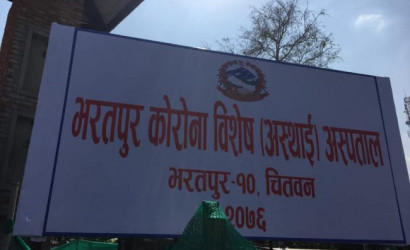 भरतपुर कोरोना विशेष (अस्थाई) अस्पताल
भरतपुर-१०, चितवन
२०७६